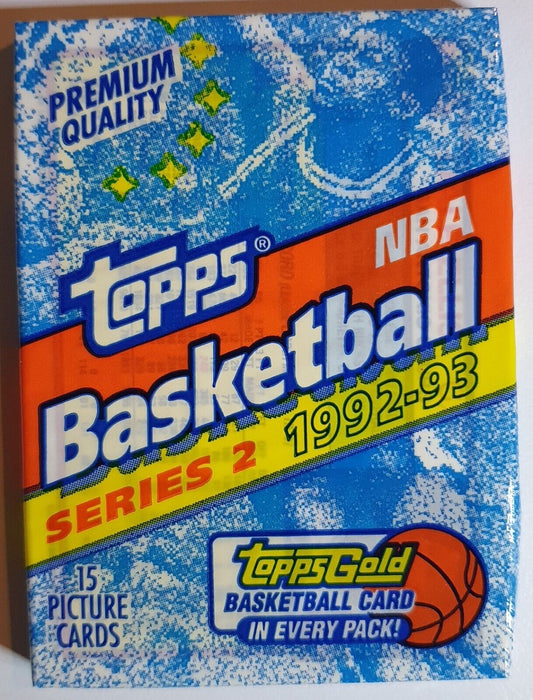 PREMIUM
QUALITY
Topps®
NBA
Basketball
SERIES 2 1992-93
15
PICTURE
CARDS
ToppsGold
BASKETBALL CARD
IN EVERY PACK!